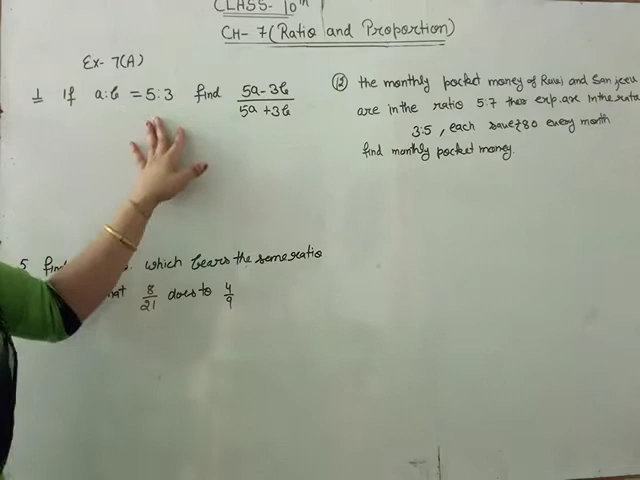 CLASS- 10th
CH- 7 (Ratio and Proportion)
Ex- 7(A)
1 If a:b = 5:3 find (5a-3b)/(5a+3b)
5. find which bears the same ratio
8/21 does to 4/9
(13) the monthly pocket money of Ravi and Sanjeev
are in the ratio 5:7 their exp. are in the ratio
3:5, each save ₹80 every month
find monthly pocket money.